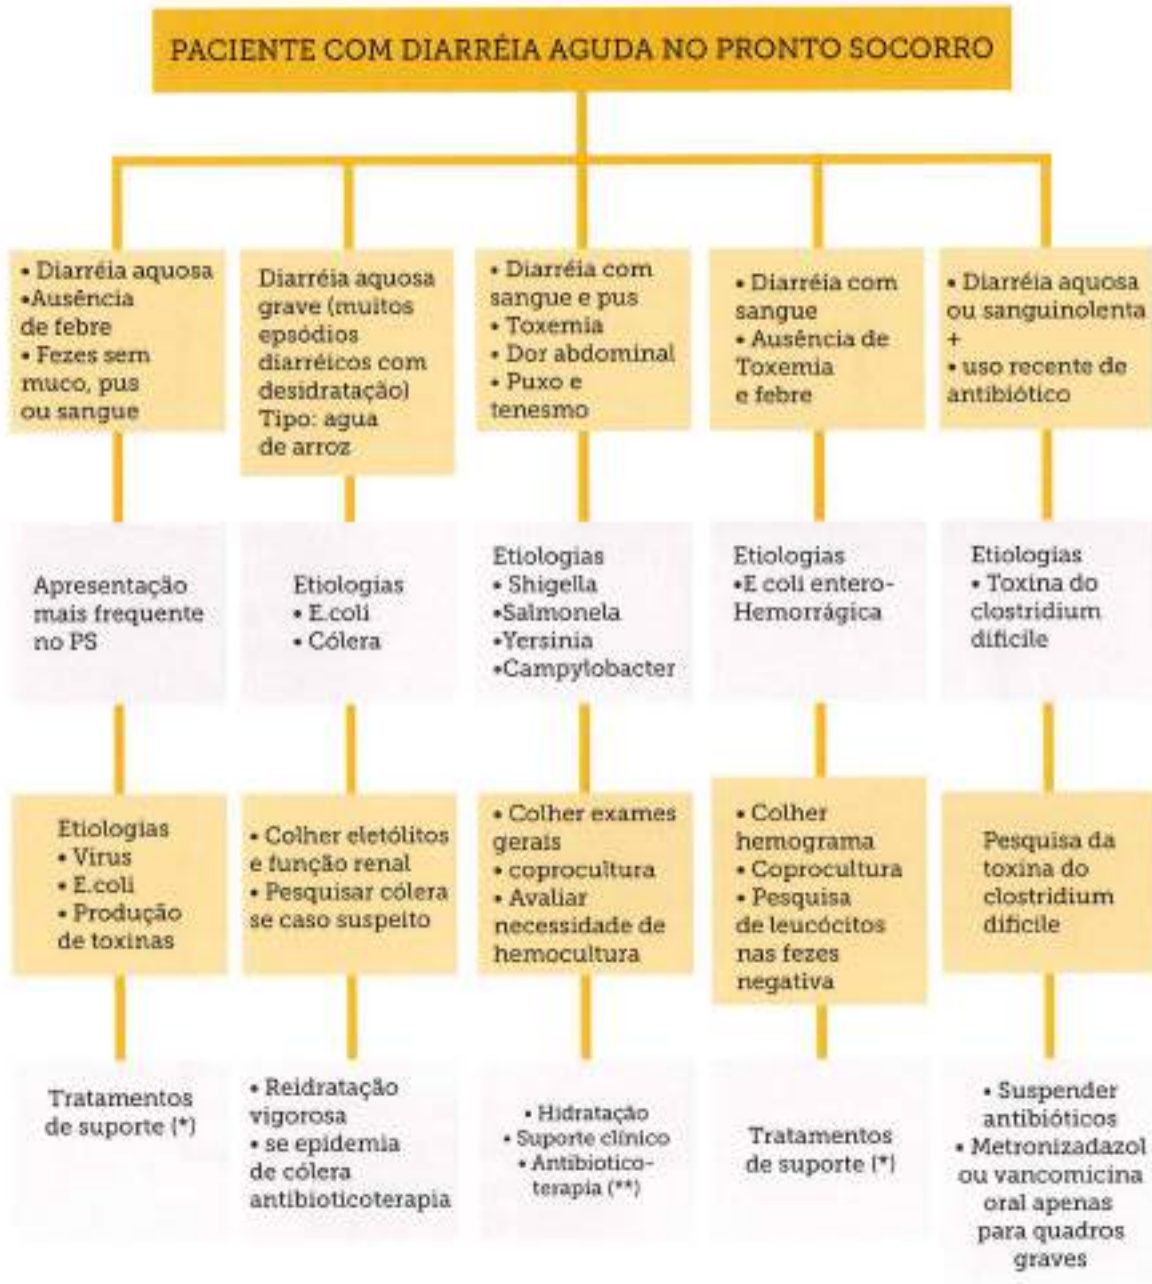 PACIENTE COM DIARRÉIA AGUDA NO PRONTO SOCORRO
• Diarréia aquosa
•Ausência
de febre
• Fezes sem
muco, pus
ou sangue
Diarréia aquosa
grave (muitos
epsódios
diarréicos com
desidratação)
Tipo: agua
de arroz
• Diarréia com
sangue e pus
• Toxemia
• Dor abdominal
• Puxo e
tenesmo
• Diarréia com
sangue
• Ausência de
Toxemia
e febre
• Diarréia aquosa
ou sanguinolenta
+
• uso recente de
antibiótico
Apresentação
mais frequente
no PS
Etiologias
• E.coli
• Cólera
Etiologias
• Shigella
•Salmonela
•Yersinia
•Campylobacter
Etiologias
•E coli entero-
Hemorrágica
Etiologias
• Toxina do
clostridium
dificile
Etiologias
• Virus
• E.coli
• Produção
de toxinas
• Colher eletólitos
e função renal
• Pesquisar cólera
se caso suspeito
• Colher exames
gerais
• coprocultura
• Avaliar
necessidade de
hemocultura
• Colher
hemograma
• Coprocultura
• Pesquisa
de leucócitos
nas fezes
negativa
Pesquisa da
toxina do
clostridium
dificile
Tratamentos
de suporte (*)
• Reidratação
vigorosa
• se epidemia
de cólera
antibioticoterapia
• Hidratação
• Suporte clínico
• Antibiotico-
terapia (**)
Tratamentos
de suporte (*)
• Suspender
antibióticos
• Metronizadazol
ou vancomicina
oral apenas
para quadros
graves